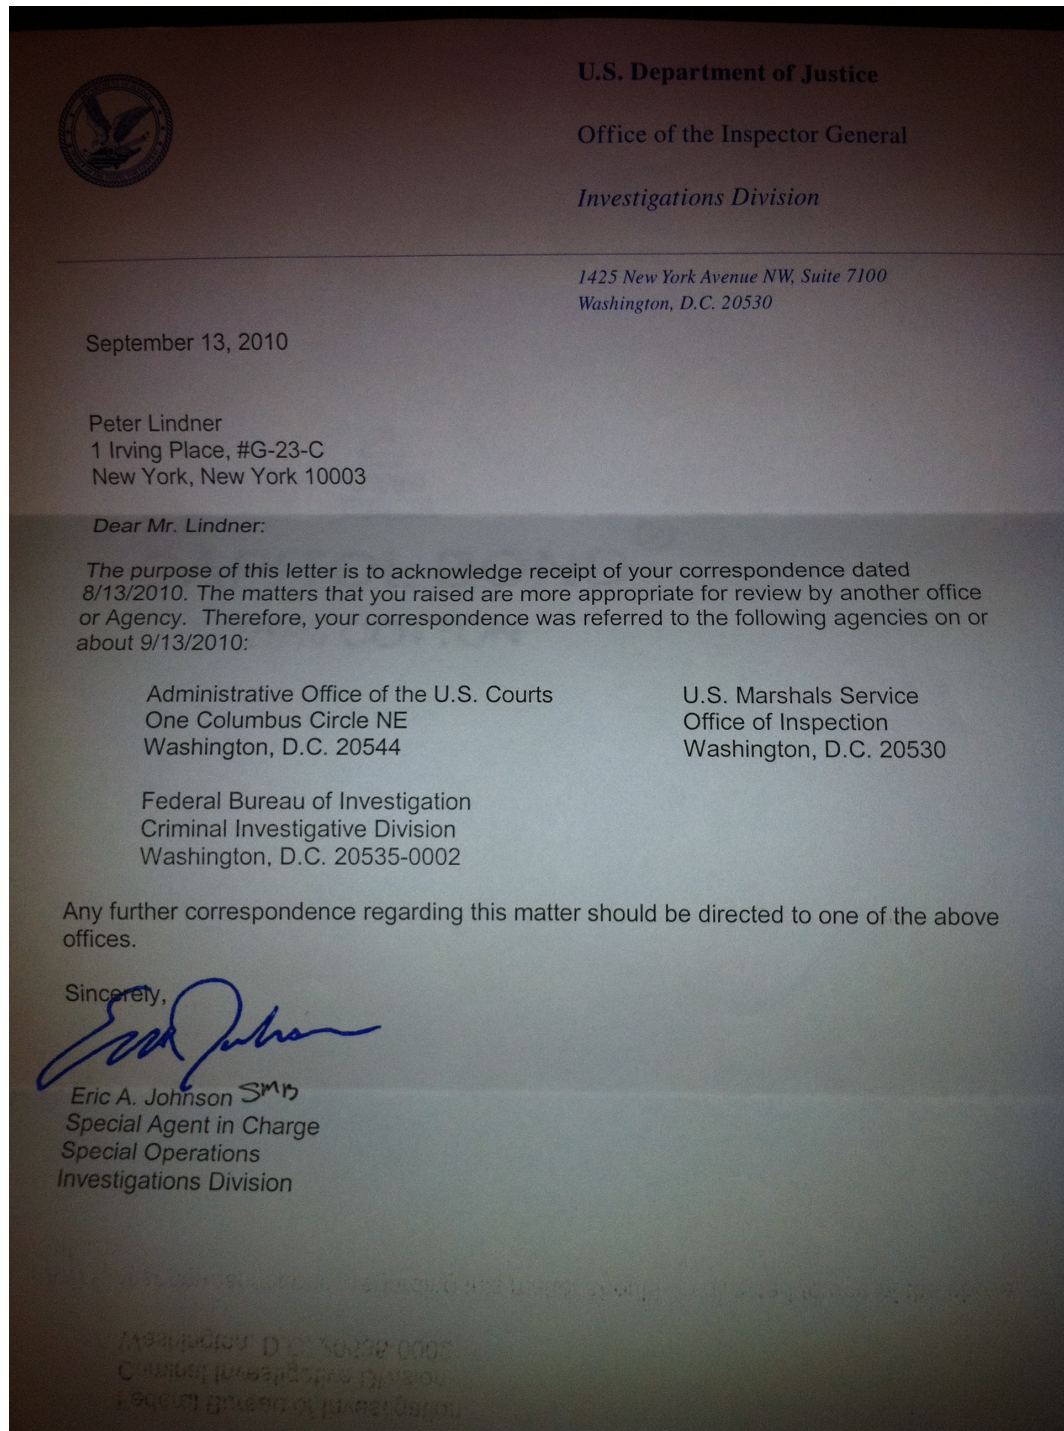 U.S. Department of Justice
Office of the Inspector General
Investigations Division
1425 New York Avenue NW, Suite 7100
Washington, D.C. 20530
September 13, 2010
Peter Lindner
1 Irving Place, #G-23-C
New York, New York 10003
Dear Mr. Lindner:
The purpose of this letter is to acknowledge receipt of your correspondence dated
8/13/2010. The matters that you raised are more appropriate for review by another office
or Agency.  Therefore, your correspondence was referred to the following agencies on or
about 9/13/2010:
Administrative Office of the U.S. Courts
One Columbus Circle NE
Washington, D.C. 20544
U.S. Marshals Service
Office of Inspection
Washington, D.C. 20530
Federal Bureau of Investigation
Criminal Investigative Division
Washington, D.C. 20535-0002
Any further correspondence regarding this matter should be directed to one of the above
offices.
Sincerely,
Eric A. Johnson SMB
Special Agent in Charge
Special Operations
Investigations Division